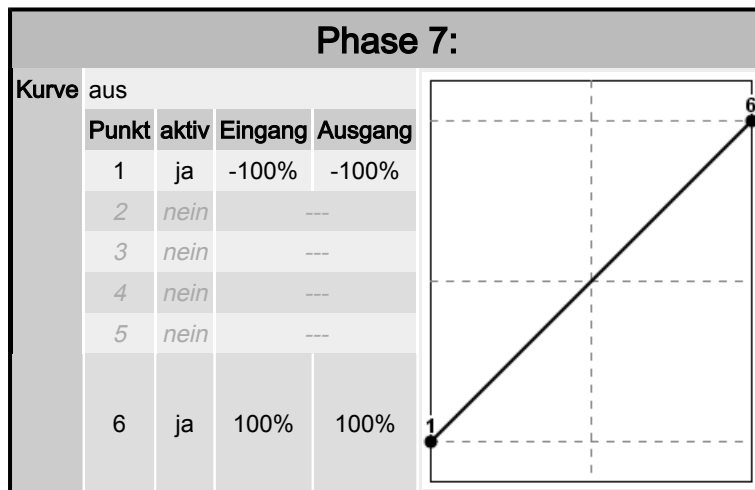 Phase 7:
Kurve aus
Punkt aktiv Eingang Ausgang
1 ja -100% -100%
2 nein ---
3 nein ---
4 nein ---
5 nein ---
6 ja 100% 100%
6
1